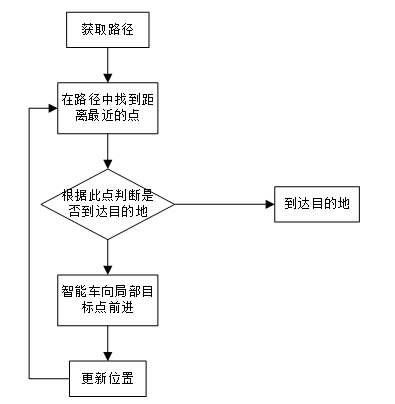 获取路径
在路径中找到距
离最近的点
根据此点判断是
否到达目的地
到达目的地
智能车向局部目
标点前进
更新位置